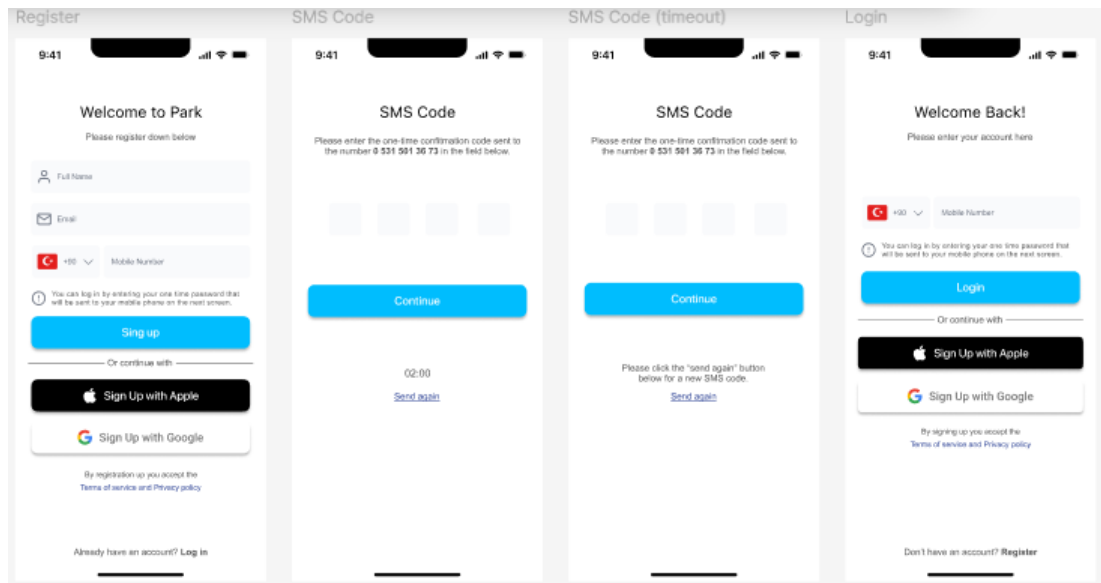 Register
9:41
Welcome to Park
Please register down below
Full Name
Email
+90
Mobile Number
You can log in by entering your one time password that
will be sent to your mobile phone on the next screen.
Sing up
Or continue with
Sign Up with Apple
Sign Up with Google
By registration up you accept the
Terms of service and Privacy policy
Already have an account? Log in
SMS Code
9:41
SMS Code
Please enter the one-time confitmation code sent to
the number 0 531 501 36 73 in the field below.
Continue
02:00
Send again
SMS Code (timeout)
9:41
SMS Code
Please enter the one-time confitmation code sent to
the number 0 531 501 36 73 in the field below.
Continue
Please click the "send again" button
below for a new SMS code.
Send again
Login
9:41
Welcome Back!
Please enter your account here
+90
Mobile Number
You can log in by entering your one time password that
will be sent to your mobile phone on the next screen.
Login
Or continue with
Sign Up with Apple
Sign Up with Google
By signing up you accept the
Terms of service and Privacy policy
Don't have an account? Register